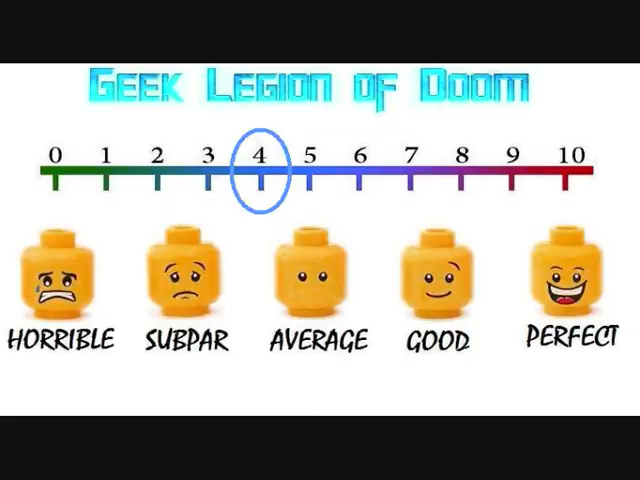 Geek Legion of Doom
0 1 2 3 4 5 6 7 8 9 10
HORRIBLE SUBPAR AVERAGE GOOD PERFECT